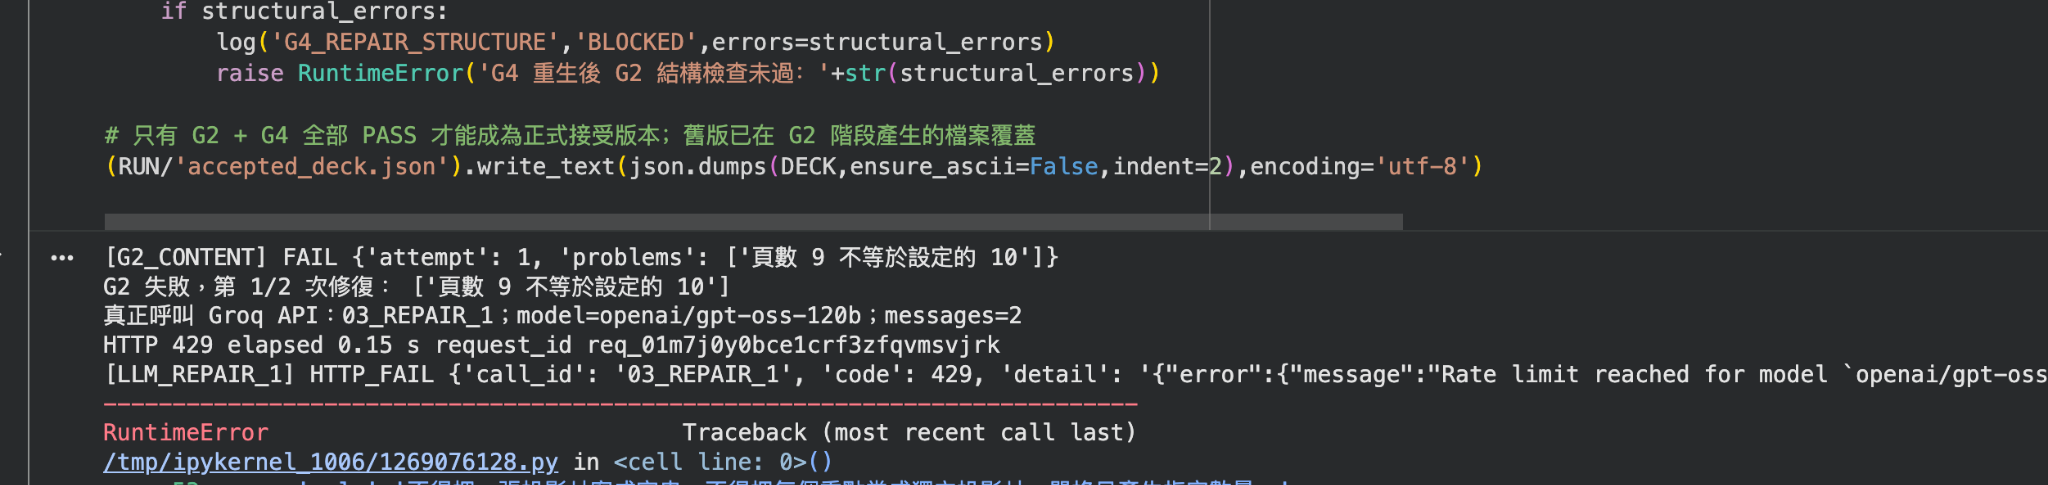 if structural_errors:
log('G4_REPAIR_STRUCTURE','BLOCKED',errors=structural_errors)
raise RuntimeError('G4 重生後 G2 結構檢查未過：'+str(structural_errors))
# 只有 G2 + G4 全部 PASS 才能成為正式接受版本；舊版已在 G2 階段產生的檔案覆蓋
(RUN/'accepted_deck.json').write_text(json.dumps(DECK,ensure_ascii=False,indent=2),encoding='utf-8')
[G2_CONTENT] FAIL {'attempt': 1, 'problems': ['頁數 9 不等於設定的 10']}
G2 失敗，第 1/2 次修復： ['頁數 9 不等於設定的 10']
真正呼叫 Groq API：03_REPAIR_1；model=openai/gpt-oss-120b；messages=2
HTTP 429 elapsed 0.15 s request_id req_01m7j0y0bce1crf3zfqvmsvjrk
[LLM_REPAIR_1] HTTP_FAIL {'call_id': '03_REPAIR_1', 'code': 429, 'detail': '{"error":{"message":"Rate limit reached for model `openai/gpt-oss
---------------------------------------------------------------------------
RuntimeError Traceback (most recent call last)
/tmp/ipykernel_1006/1269076128.py in <cell line: 0>()